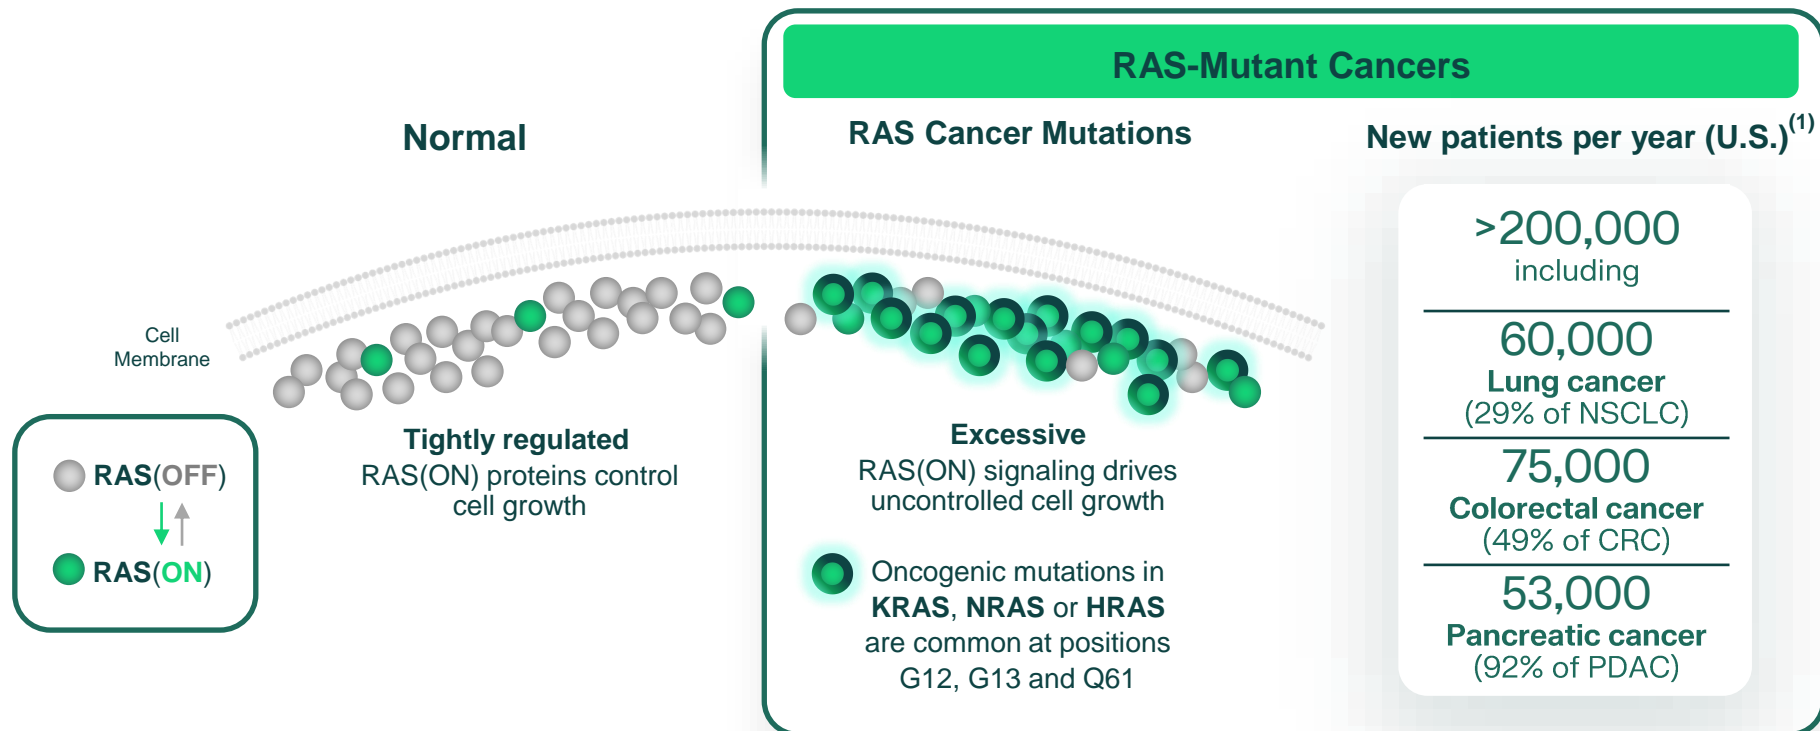 RAS-Mutant Cancers
Normal
RAS Cancer Mutations
New patients per year (U.S.)(1)
Cell
Membrane
RAS(OFF)
RAS(ON)
Tightly regulated
RAS(ON) proteins control
cell growth
Excessive
RAS(ON) signaling drives
uncontrolled cell growth
Oncogenic mutations in
KRAS, NRAS or HRAS
are common at positions
G12, G13 and Q61
>200,000
including
60,000
Lung cancer
(29% of NSCLC)
75,000
Colorectal cancer
(49% of CRC)
53,000
Pancreatic cancer
(92% of PDAC)